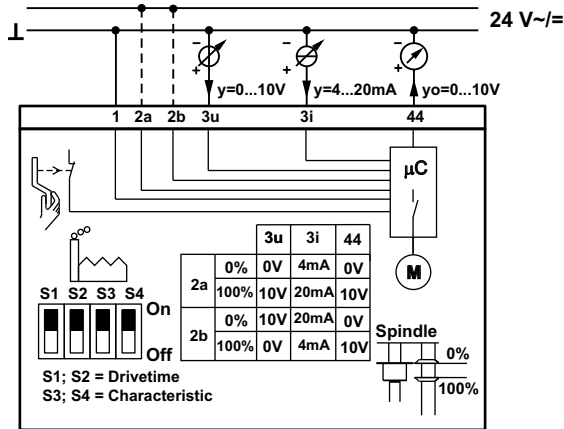 ⊥ 24 V~/=
− − −
+ + +
y=0...10V y=4...20mA yo=0...10V
1 2a 2b 3u 3i 44
µC
3u 3i 44
2a 0% 0V 4mA 0V
100% 10V 20mA 10V
2b 0% 10V 20mA 0V
100% 0V 4mA 10V
M
S1 S2 S3 S4
On
Off
Spindle
0%
100%
S1; S2 = Drivetime
S3; S4 = Characteristic